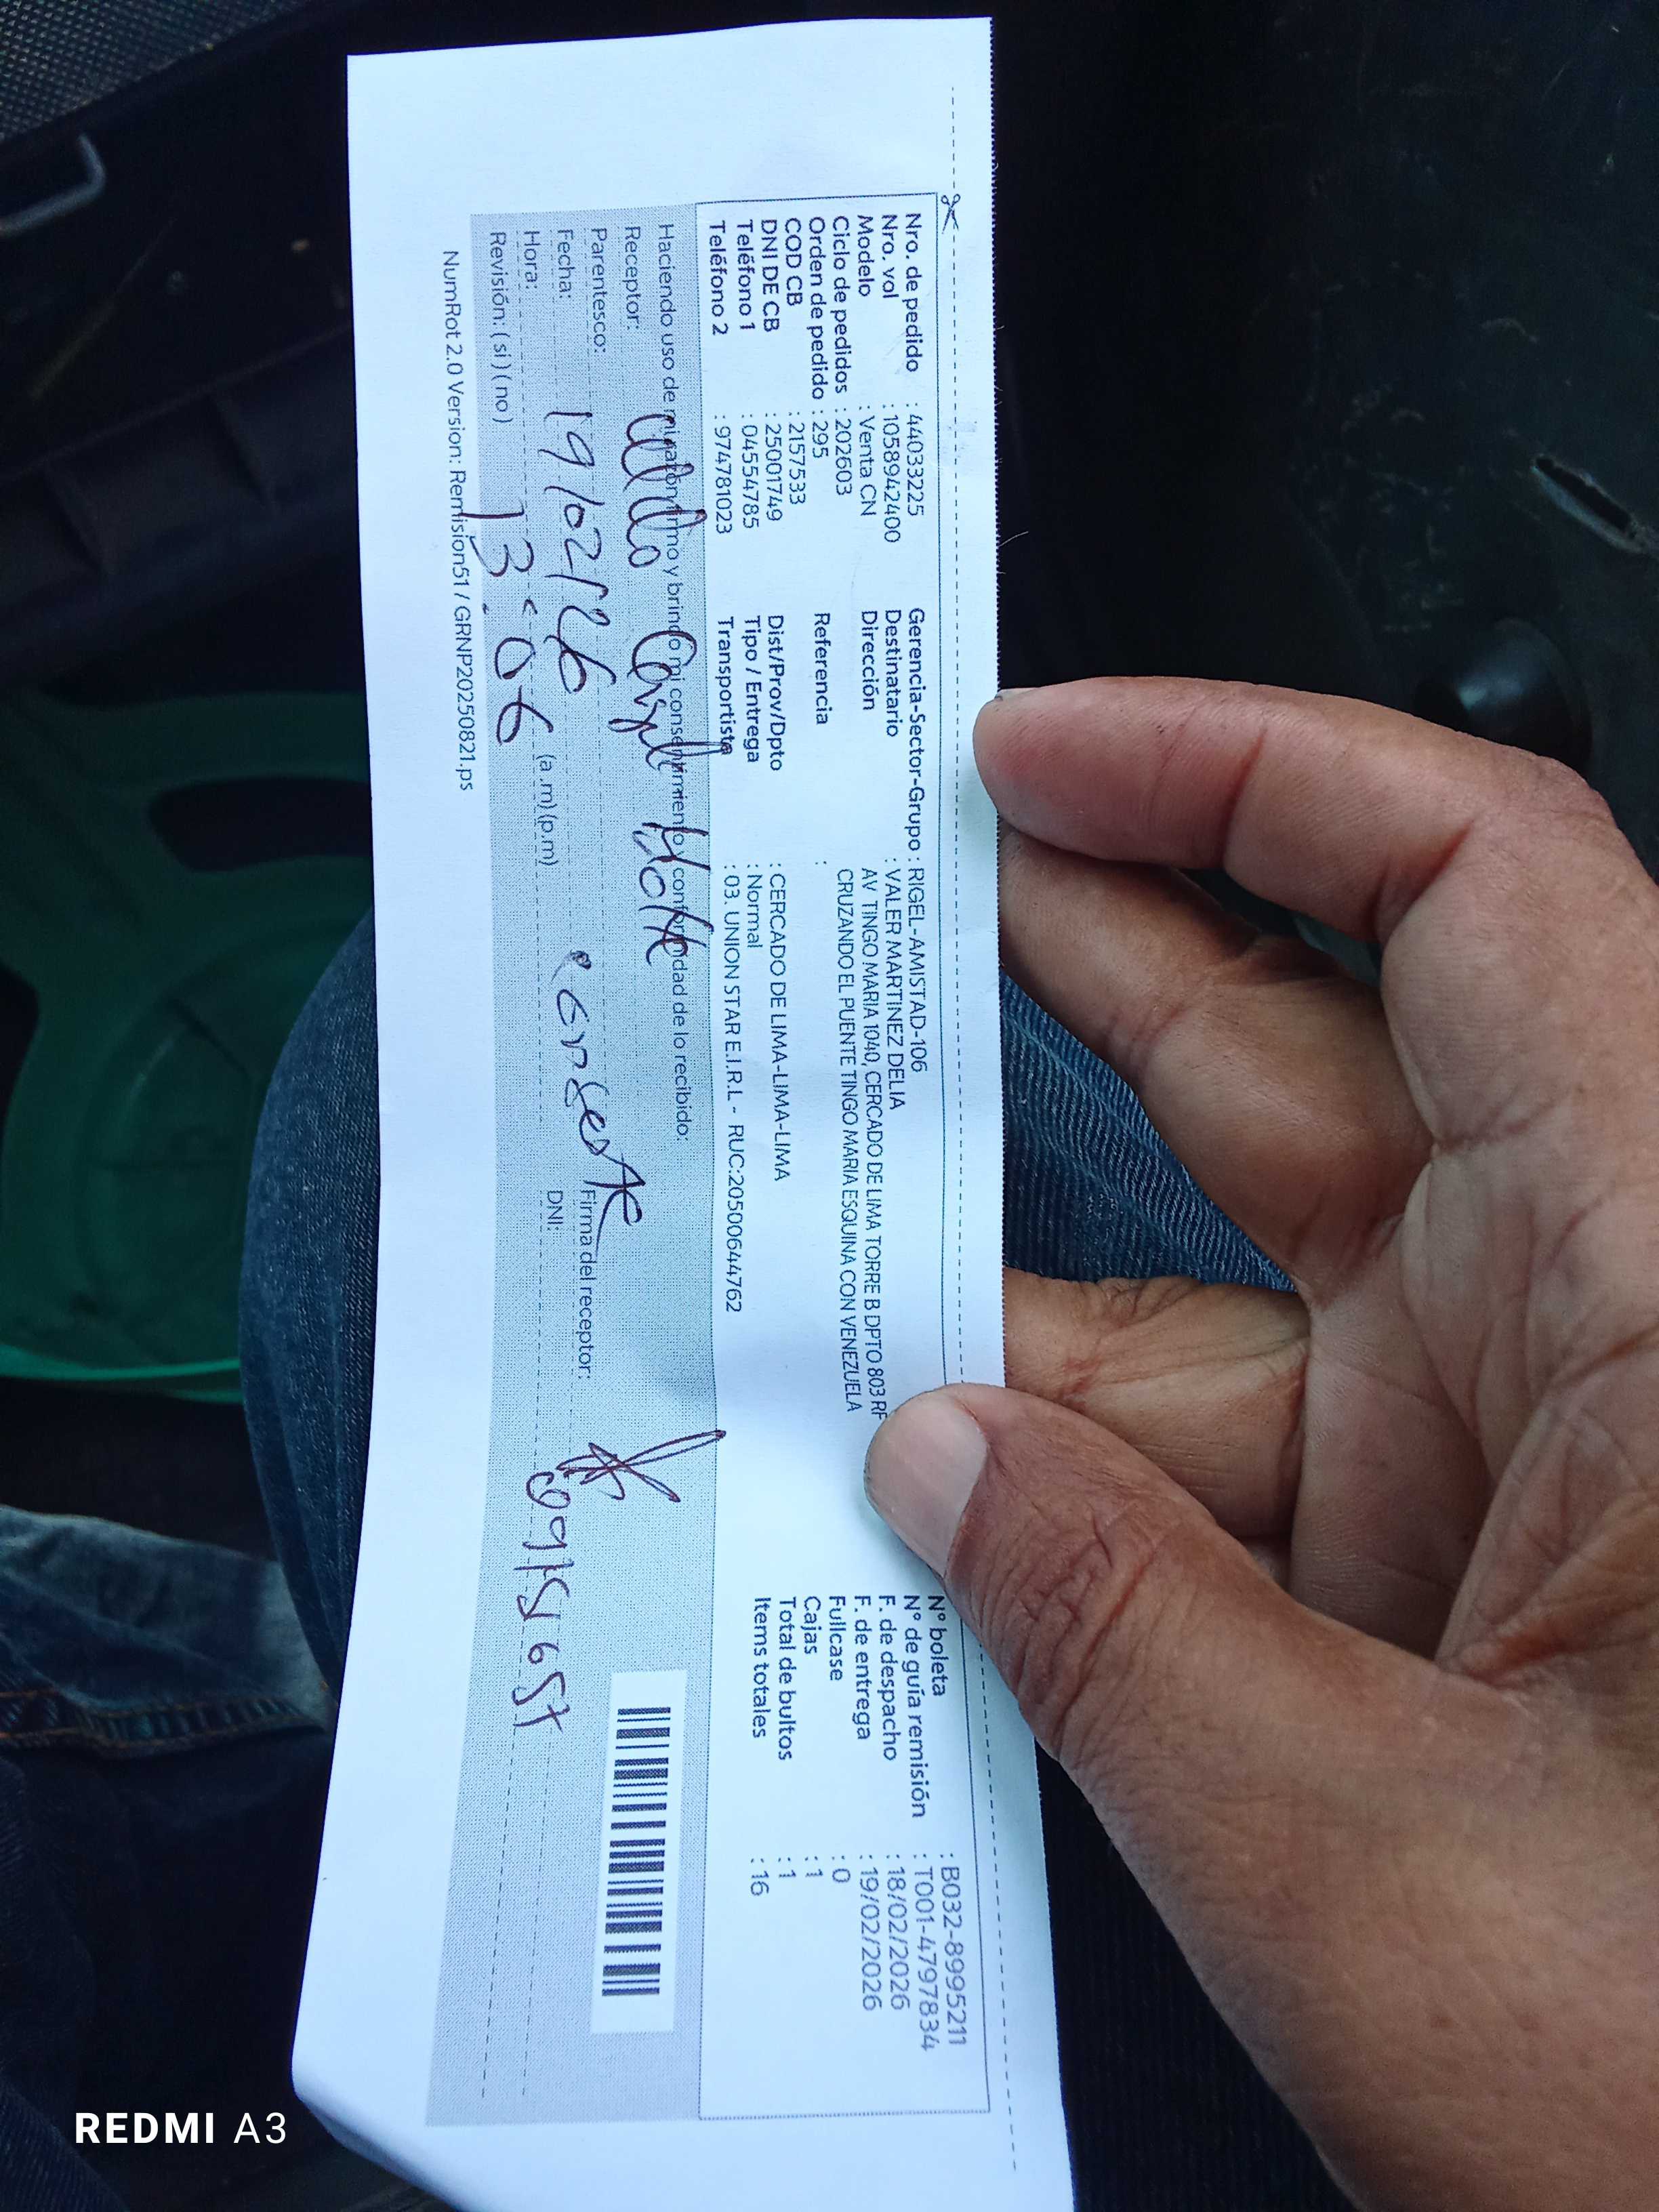 Nro. de pedido : 440332225
Nro. vol : 1058942400
Modelo : Venta CN
Ciclo de pedidos : 202603
Orden de pedido : 295
COD CB : 2157533
DNI DE CB : 25001749
Teléfono 1 : 04554785
Teléfono 2 : 974781023
Gerencia-Sector-Grupo : RIGEL-AMISTAD-106
Destinatario : VALER MARTINEZ DELIA
Dirección AV TINGO MARIA 1040, CERCADO DE LIMA TORRE B DPTO 803 RF
CRUZANDO EL PUENTE TINGO MARIA ESQUINA CON VENEZUELA
Referencia :
Dist/Prov/Dpto : CERCADO DE LIMA-LIMA-LIMA
Tipo / Entrega : Normal
Transportista : 03. UNION STAR E.I.R.L - RUC:20500644762
N° boleta : B032-8995211
N° de guía remisión : T001-4797834
F. de despacho : 18/02/2026
F. de entrega : 19/02/2026
Fullcase : 0
Cajas : 1
Total de bultos : 1
Items totales : 16
Haciendo uso de mi razón firmo y brindo mi consentimiento y conformidad de lo recibido:
Receptor:
Parentesco: Firma del receptor:
Fecha: 19/02/26 DNI:
Hora: 13:06 (a.m)(p.m)
Revisión: ( si ) ( no )
NumRot 2.0 Version: Remision51 / GRNP20250821.ps
REDMI A3